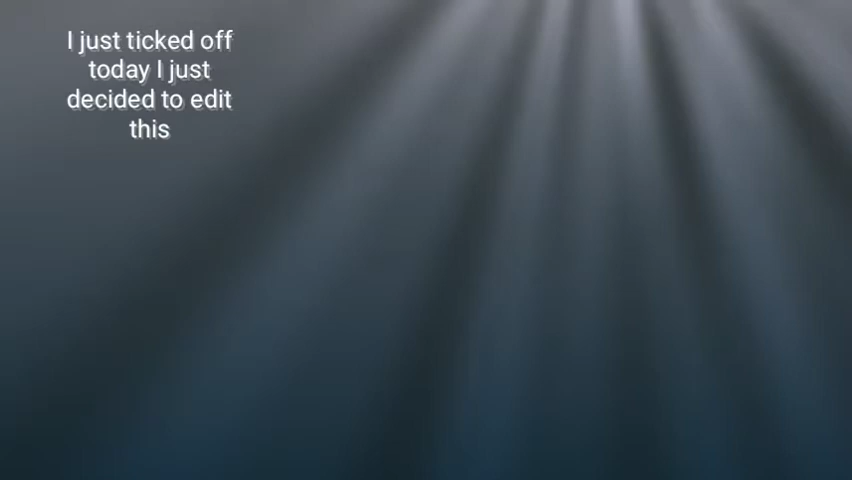 I just ticked off
today I just
decided to edit
this